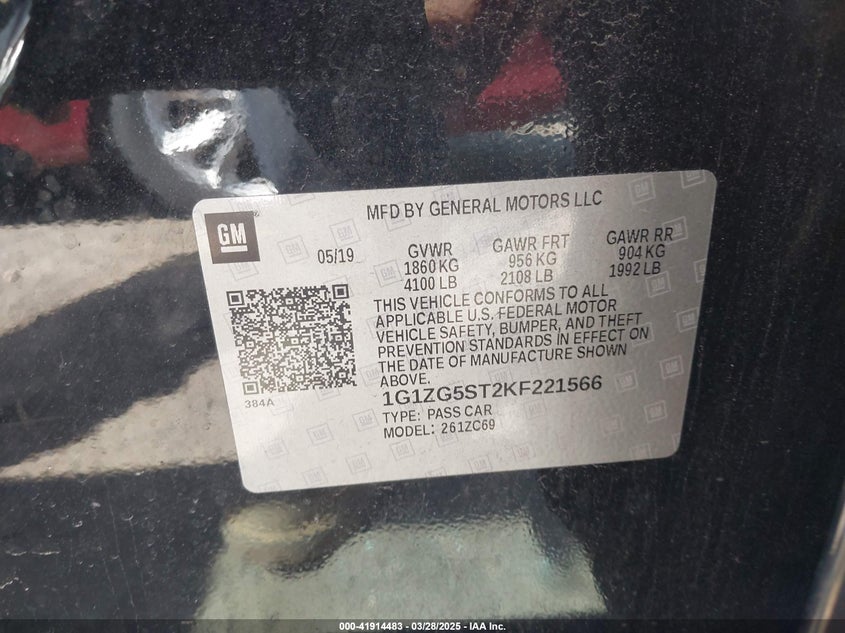 MFD BY GENERAL MOTORS LLC
GM
05/19
GVWR GAWR FRT GAWR RR
1860 KG 956 KG 904 KG
4100 LB 2108 LB 1992 LB
THIS VEHICLE CONFORMS TO ALL
APPLICABLE U.S. FEDERAL MOTOR
VEHICLE SAFETY, BUMPER, AND THEFT
PREVENTION STANDARDS IN EFFECT ON
THE DATE OF MANUFACTURE SHOWN
ABOVE.
384A
1G1ZG5ST2KF221566
TYPE: PASS CAR
MODEL: 261ZC69
000-41914483 - 03/28/2025 - IAA Inc.